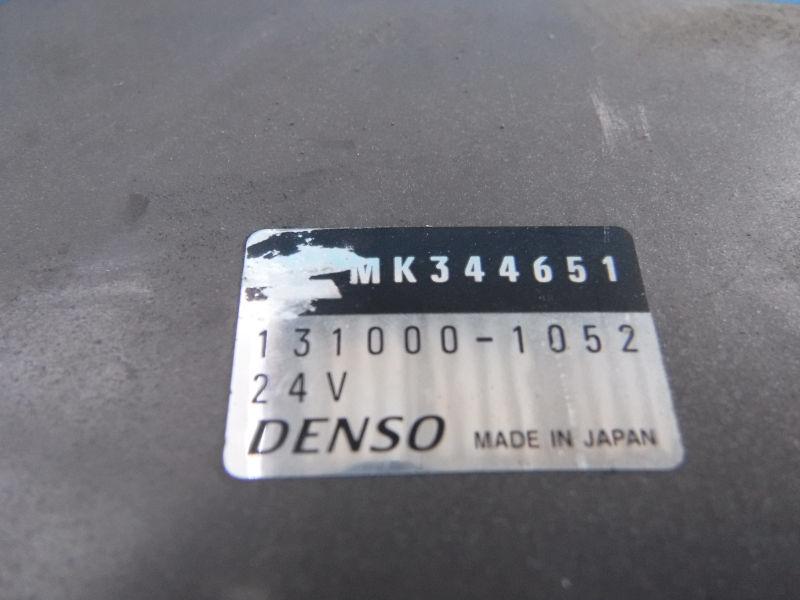 MK344651
131000-1052
24V
DENSO MADE IN JAPAN